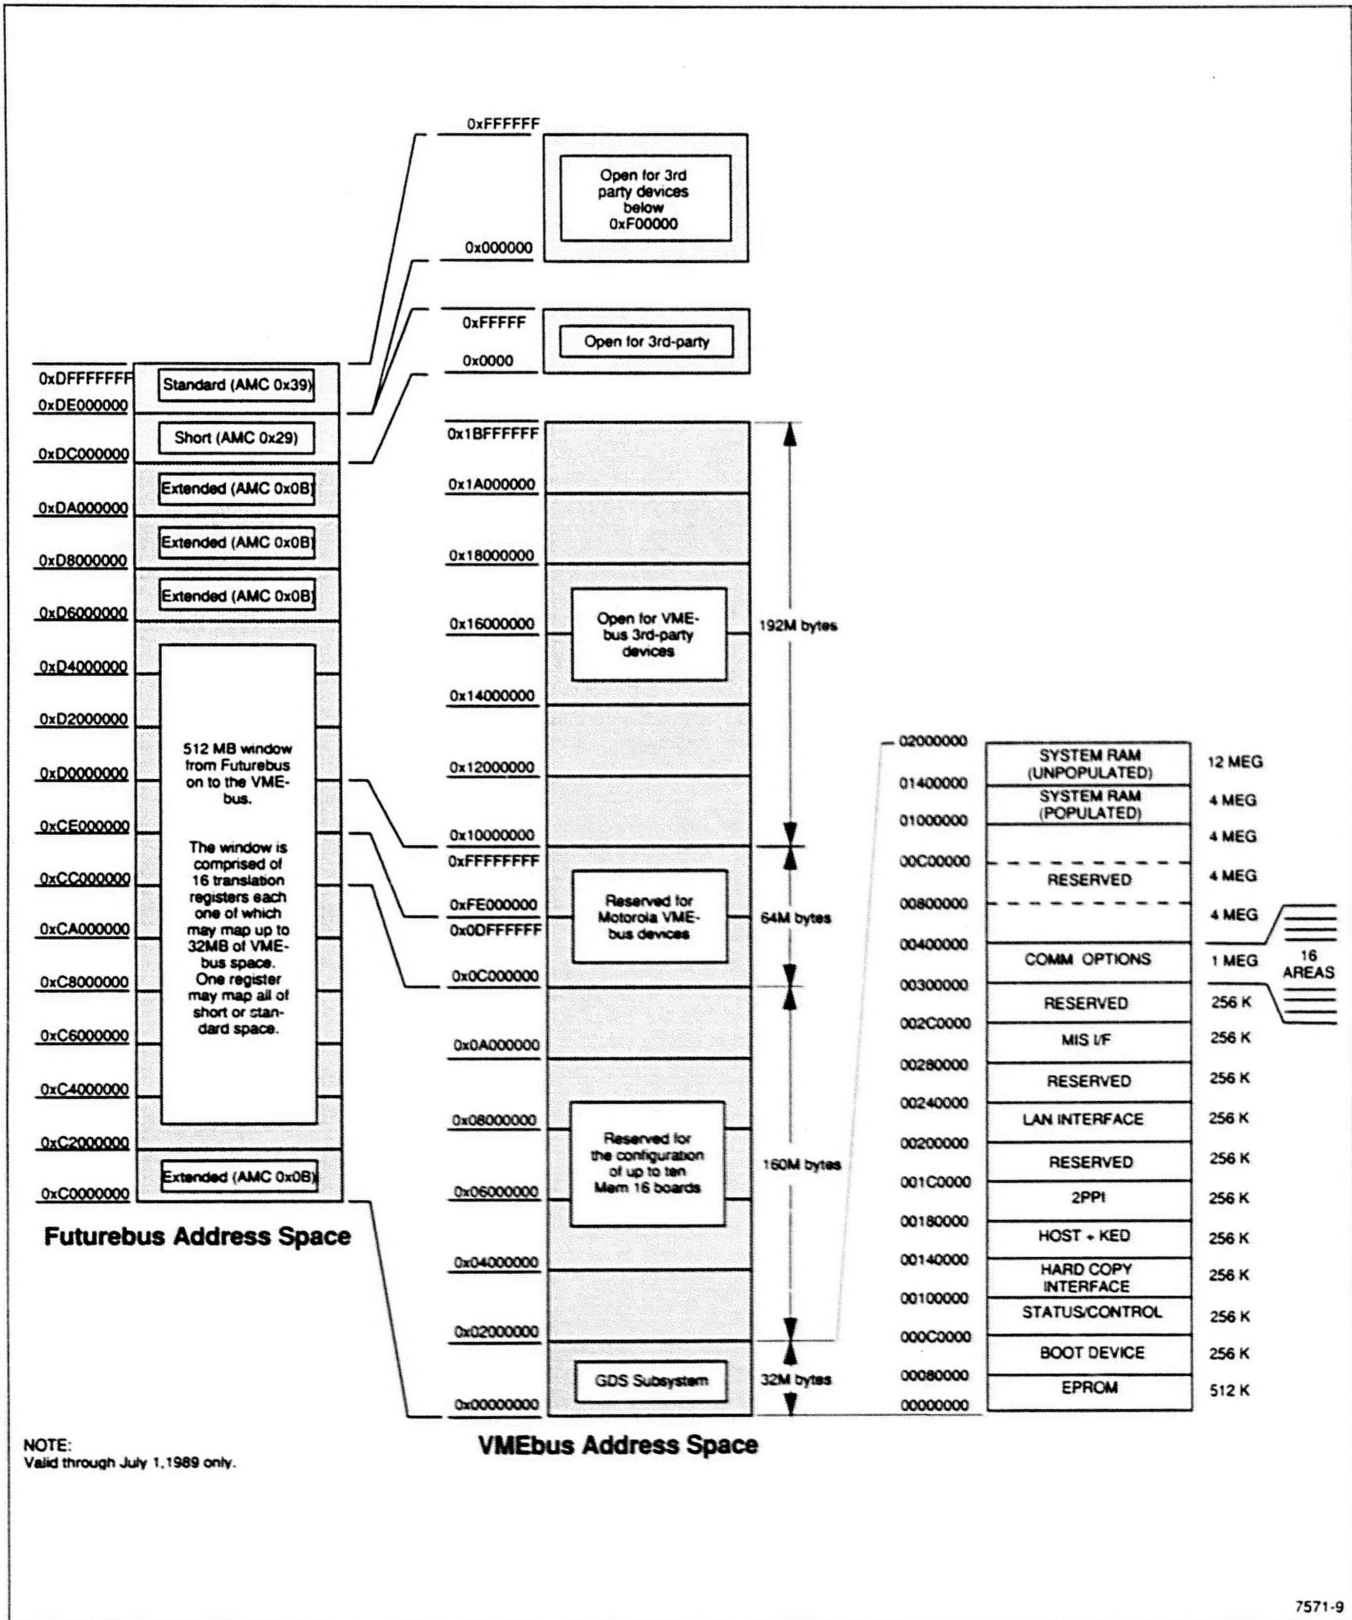 0xFFFFFF
Open for 3rd
party devices
below
0xF00000
0x000000
0xFFFFF
Open for 3rd-party
0x0000
0xDFFFFFFF
Standard (AMC 0x39)
0xDE000000
Short (AMC 0x29)
0xDC000000
Extended (AMC 0x0B)
0xDA000000
Extended (AMC 0x0B)
0xD8000000
Extended (AMC 0x0B)
0xD6000000
0xD4000000
0xD2000000
0xD0000000
0xCE000000
0xCC000000
0xCA000000
0xC8000000
0xC6000000
0xC4000000
0xC2000000
512 MB window
from Futurebus
on to the VME-
bus.
The window is
comprised of
16 translation
registers each
one of which
may map up to
32MB of VME-
bus space.
One register
may map all of
short or stan-
dard space.
Extended (AMC 0x0B)
0xC0000000
Futurebus Address Space
0x1BFFFFFF
0x1A000000
0x18000000
0x16000000
Open for VME-
bus 3rd-party
devices
192M bytes
0x14000000
0x12000000
0x10000000
0xFFFFFFFF
0xFE000000
0x0DFFFFFF
Reserved for
Motorola VME-
bus devices
64M bytes
0x0C000000
0x0A000000
0x08000000
Reserved for
the configuration
of up to ten
Mem 16 boards
160M bytes
0x06000000
0x04000000
0x02000000
GDS Subsystem
32M bytes
0x00000000
VMEbus Address Space
02000000
SYSTEM RAM
(UNPOPULATED)
12 MEG
01400000
SYSTEM RAM
(POPULATED)
4 MEG
01000000
4 MEG
00C00000
RESERVED
4 MEG
00800000
4 MEG
00400000
COMM OPTIONS
1 MEG
16
AREAS
00300000
RESERVED
256 K
002C0000
MIS I/F
256 K
00280000
RESERVED
256 K
00240000
LAN INTERFACE
256 K
00200000
RESERVED
256 K
001C0000
2PPI
256 K
00180000
HOST + KED
256 K
00140000
HARD COPY
INTERFACE
256 K
00100000
STATUS/CONTROL
256 K
000C0000
BOOT DEVICE
256 K
00080000
EPROM
512 K
00000000
NOTE:
Valid through July 1,1989 only.
7571-9